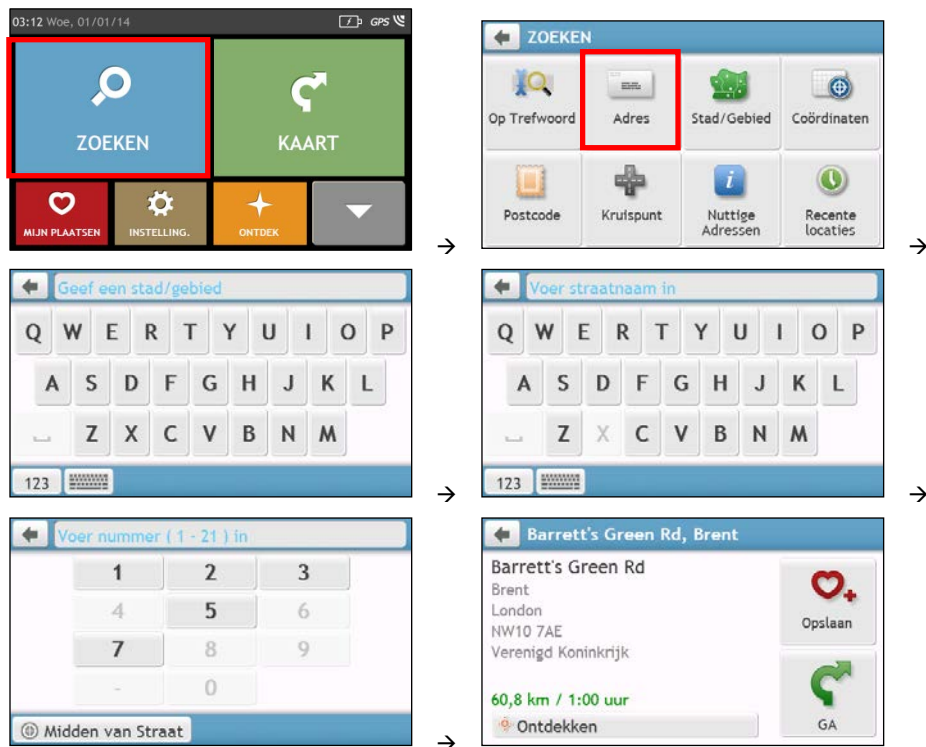 03:12 Woe, 01/01/14 GPS
ZOEKEN
KAART
MIJN PLAATSEN
INSTELLING.
ONTDEK
→
ZOEKEN
Op Trefwoord
Adres
Stad/Gebied
Coördinaten
Postcode
Kruispunt
Nuttige
Adressen
Recente
locaties
→
Geef een stad/gebied
Q W E R T Y U I O P
A S D F G H J K L
Z X C V B N M
123
→
Voer straatnaam in
Q W E R T Y U I O P
A S D F G H J K L
Z X C V B N M
123
→
Voer nummer ( 1 - 21 ) in
1 2 3
4 5 6
7 8 9
- 0
Midden van Straat
→
Barrett's Green Rd, Brent
Barrett's Green Rd
Brent
London
NW10 7AE
Verenigd Koninkrijk
60,8 km / 1:00 uur
Ontdekken
Opslaan
GA